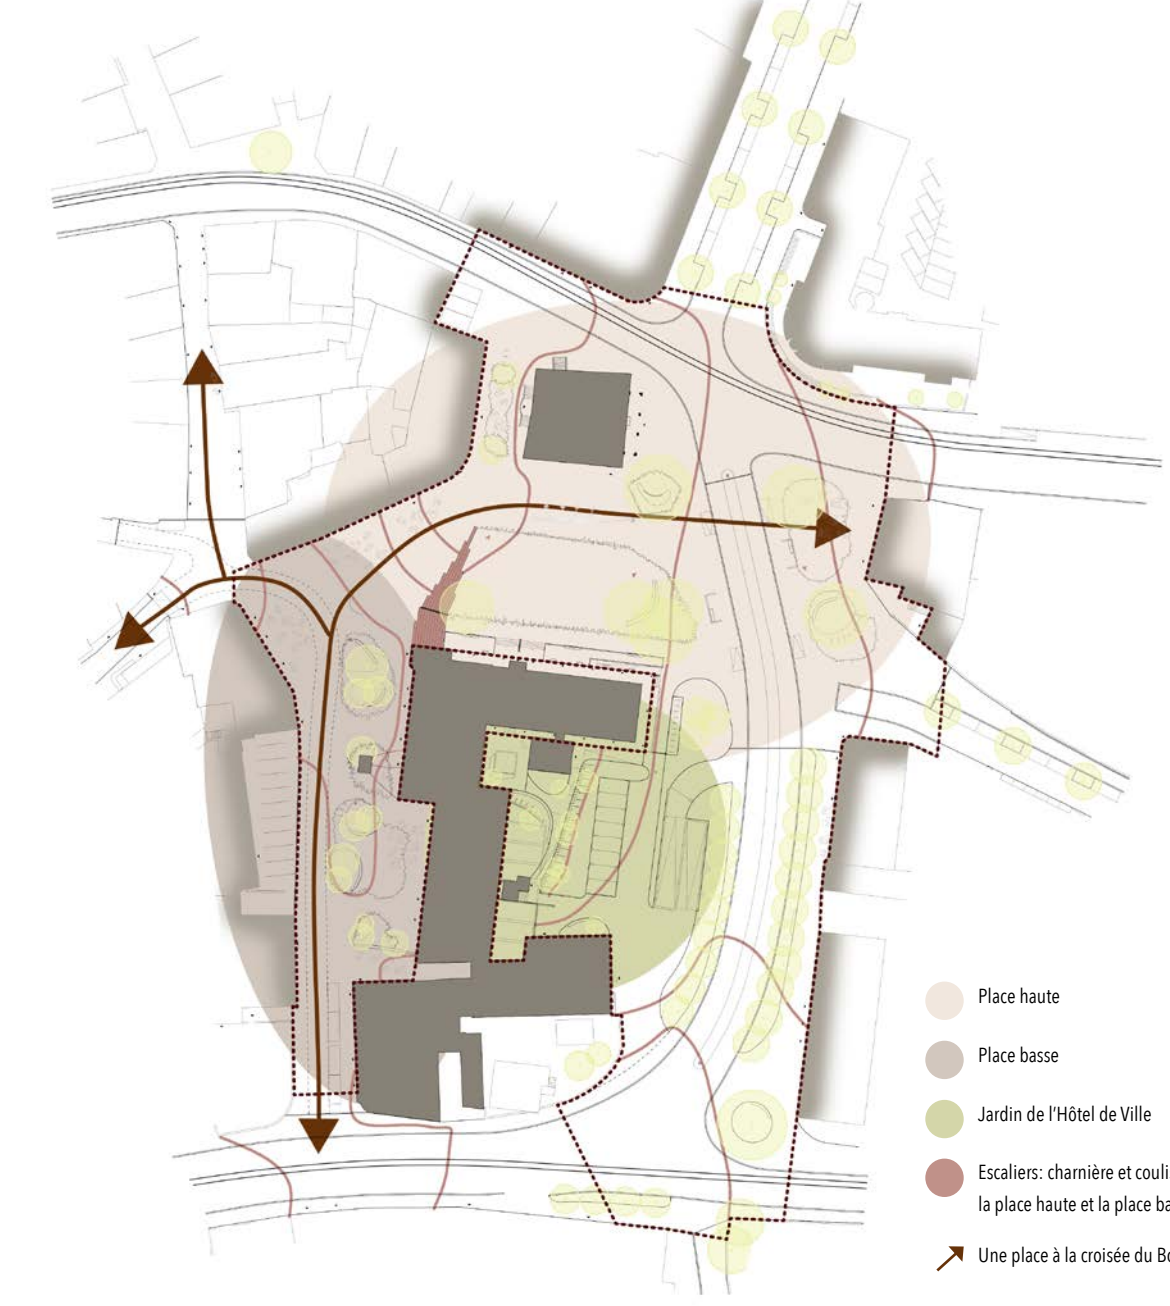 Place haute
Place basse
Jardin de l'Hôtel de Ville
Escaliers: charnière et couli
la place haute et la place ba
Une place à la croisée du Bo